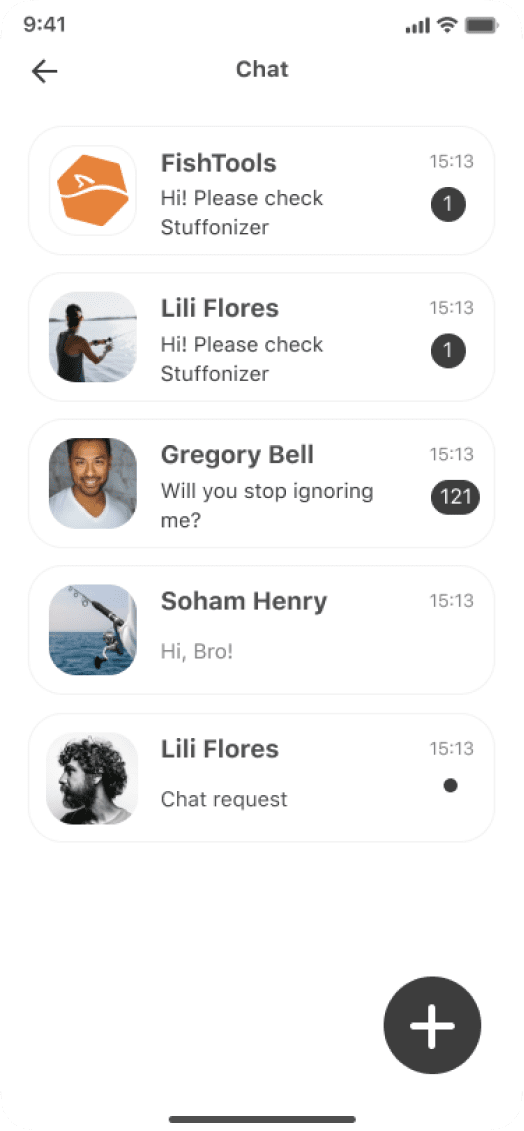 9:41
Chat
FishTools
15:13
Hi! Please check
Stuffonizer
1
Lili Flores
15:13
Hi! Please check
Stuffonizer
1
Gregory Bell
15:13
Will you stop ignoring
me?
121
Soham Henry
15:13
Hi, Bro!
Lili Flores
15:13
Chat request